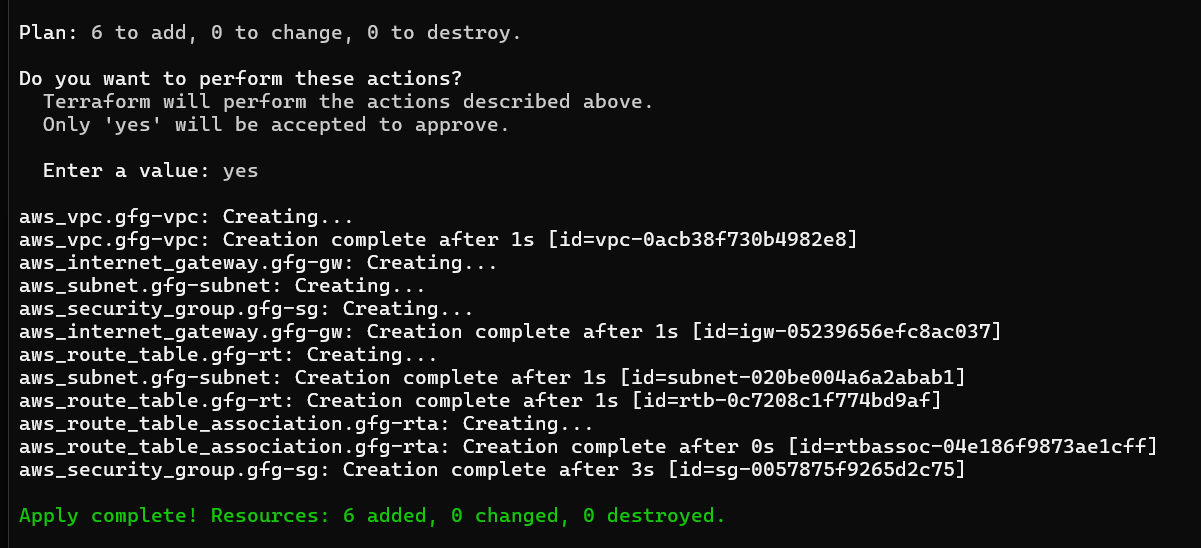 Plan: 6 to add, 0 to change, 0 to destroy.
Do you want to perform these actions?
Terraform will perform the actions described above.
Only 'yes' will be accepted to approve.
Enter a value: yes
aws_vpc.gfg-vpc: Creating...
aws_vpc.gfg-vpc: Creation complete after 1s [id=vpc-0acb38f730b4982e8]
aws_internet_gateway.gfg-gw: Creating...
aws_subnet.gfg-subnet: Creating...
aws_security_group.gfg-sg: Creating...
aws_internet_gateway.gfg-gw: Creation complete after 1s [id=igw-05239656efc8ac037]
aws_route_table.gfg-rt: Creating...
aws_subnet.gfg-subnet: Creation complete after 1s [id=subnet-020be004a6a2abab1]
aws_route_table.gfg-rt: Creation complete after 1s [id=rtb-0c7208c1f774bd9af]
aws_route_table_association.gfg-rta: Creating...
aws_route_table_association.gfg-rta: Creation complete after 0s [id=rtbassoc-04e186f9873ae1cff]
aws_security_group.gfg-sg: Creation complete after 3s [id=sg-0057875f9265d2c75]
Apply complete! Resources: 6 added, 0 changed, 0 destroyed.